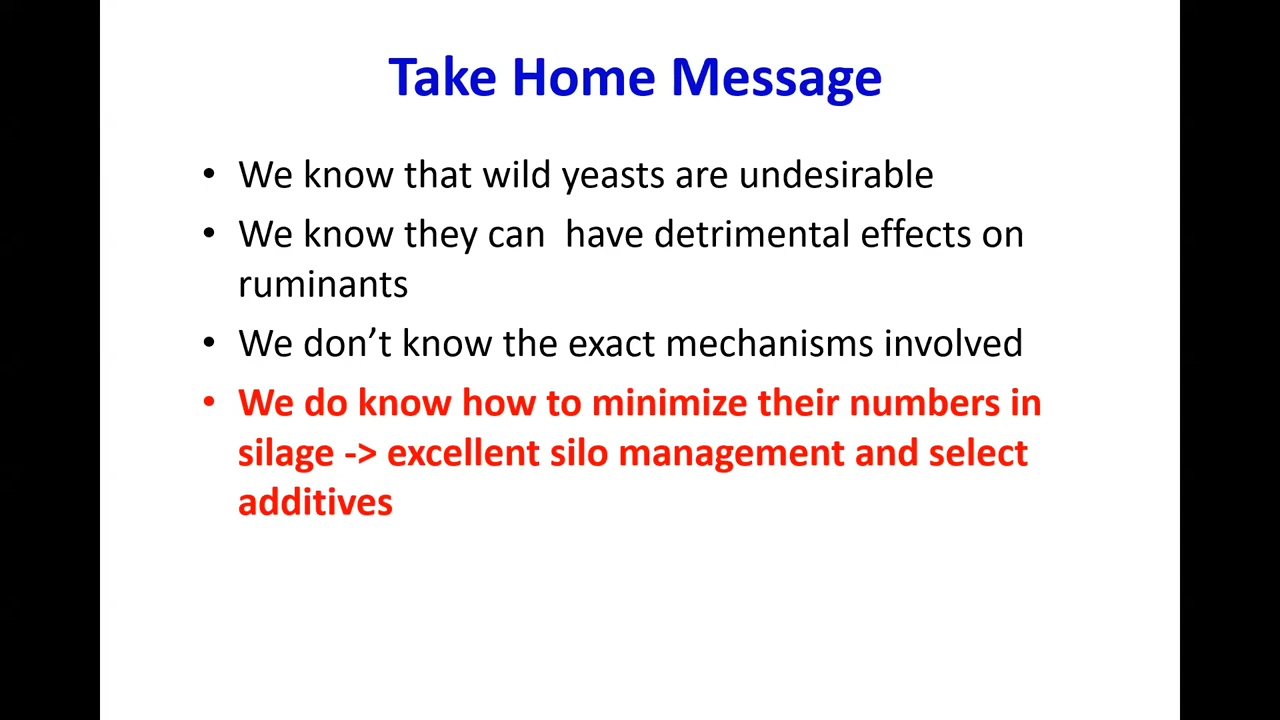 Take Home Message
• We know that wild yeasts are undesirable
• We know they can  have detrimental effects on
ruminants
• We don’t know the exact mechanisms involved
• We do know how to minimize their numbers in
silage -> excellent silo management and select
additives